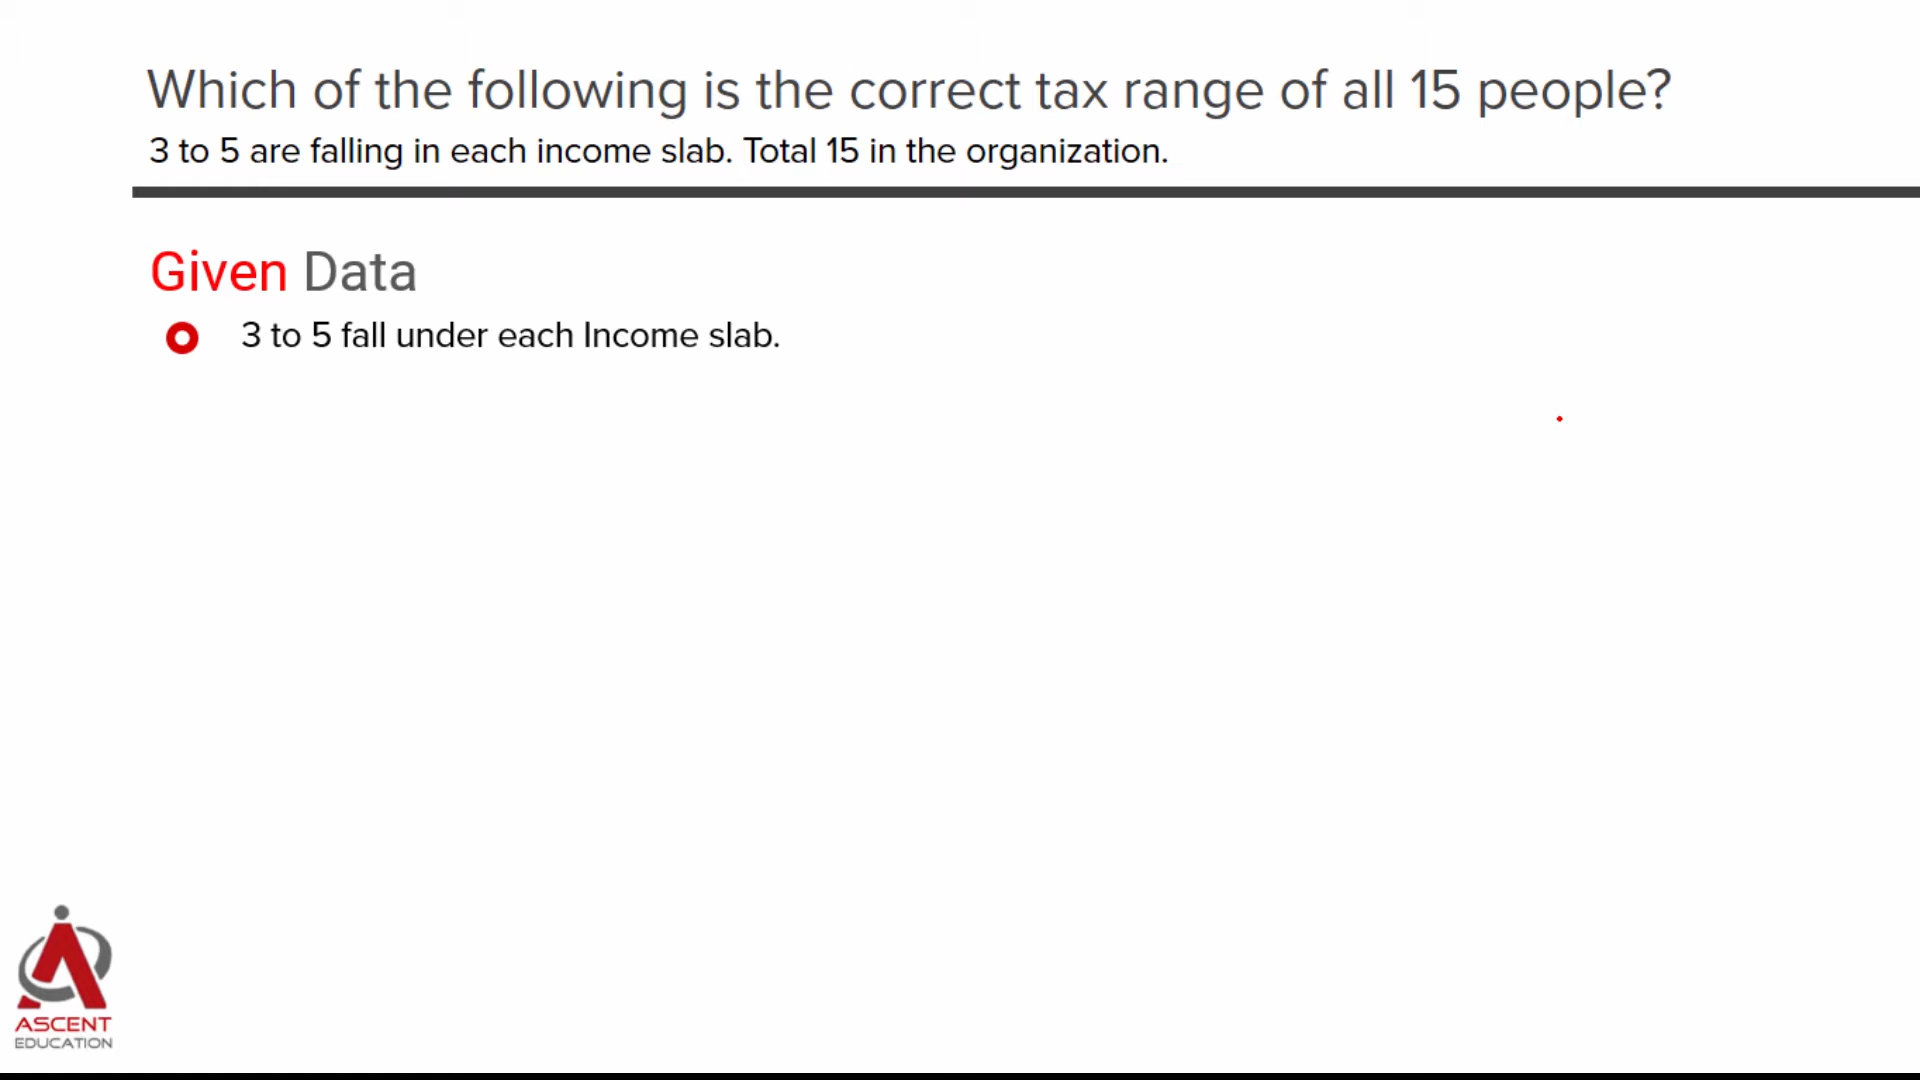 Which of the following is the correct tax range of all 15 people?
3 to 5 are falling in each income slab. Total 15 in the organization.
Given Data
3 to 5 fall under each Income slab.
ASCENT
EDUCATION